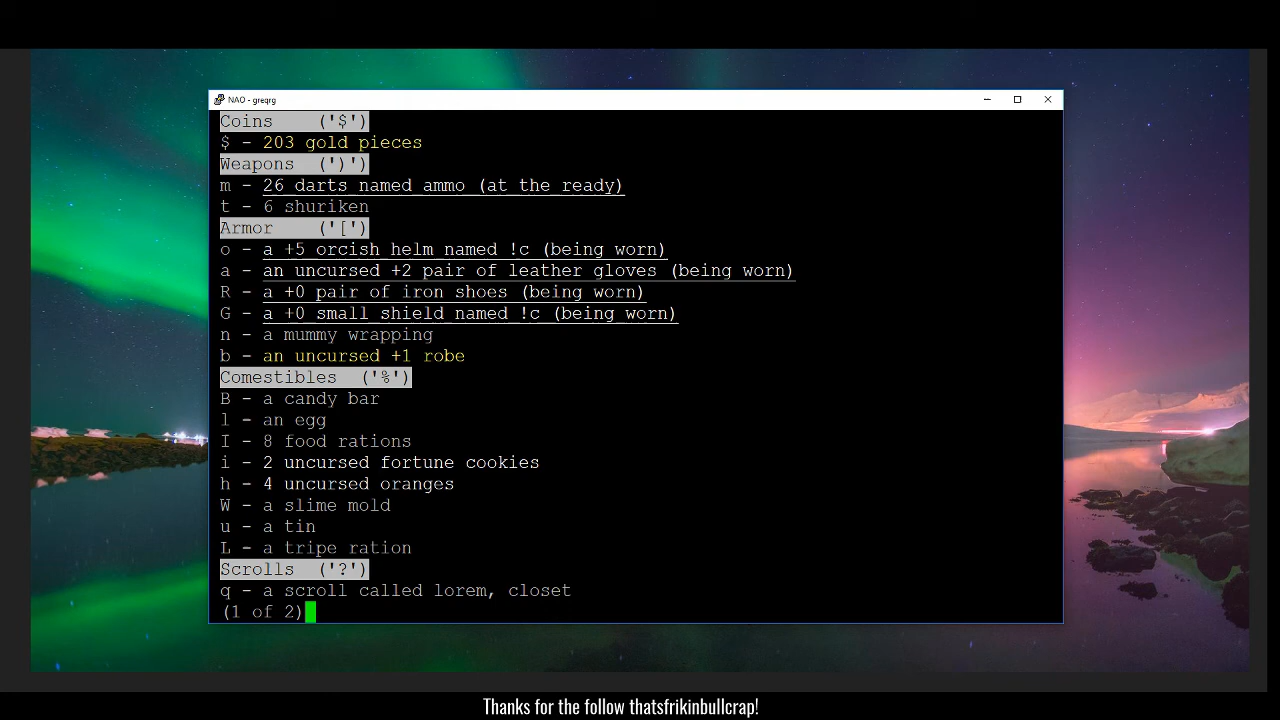 NAO - greqrg
Coins ('$')
$ - 203 gold pieces
Weapons (')')
m - 26 darts named ammo (at the ready)
t - 6 shuriken
Armor ('[')
o - a +5 orcish helm named !c (being worn)
a - an uncursed +2 pair of leather gloves (being worn)
R - a +0 pair of iron shoes (being worn)
G - a +0 small shield named !c (being worn)
n - a mummy wrapping
b - an uncursed +1 robe
Comestibles ('%')
B - a candy bar
l - an egg
I - 8 food rations
i - 2 uncursed fortune cookies
h - 4 uncursed oranges
W - a slime mold
u - a tin
L - a tripe ration
Scrolls ('?')
q - a scroll called lorem, closet
(1 of 2)
Thanks for the follow thatsfrikinbullcrap!